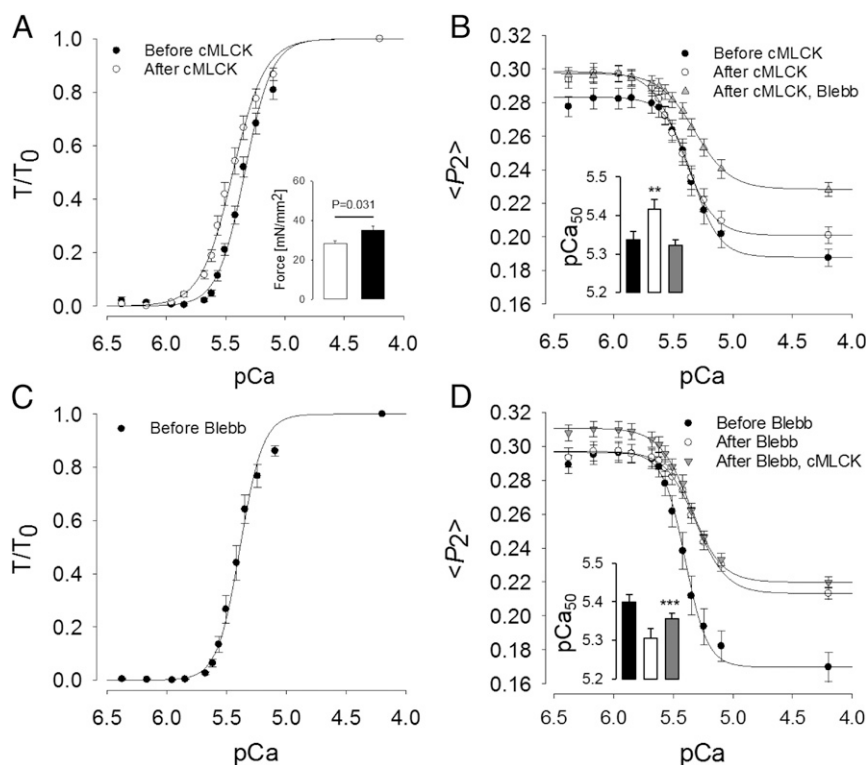 A
Before cMLCK
After cMLCK
T/T0
1.0
0.8
0.6
0.4
0.2
0.0
6.5 6.0 5.5 5.0 4.5 4.0
pCa
Force [mN/mm2]
60
40
20
0
P=0.031
B
Before cMLCK
After cMLCK
After cMLCK, Blebb
<P2>
0.32
0.30
0.28
0.26
0.24
0.22
0.20
0.18
0.16
6.5 6.0 5.5 5.0 4.5 4.0
pCa
pCa50
5.5
5.4
5.3
5.2
**
C
Before Blebb
T/T0
1.0
0.8
0.6
0.4
0.2
0.0
6.5 6.0 5.5 5.0 4.5 4.0
pCa
D
Before Blebb
After Blebb
After Blebb, cMLCK
<P2>
0.32
0.30
0.28
0.26
0.24
0.22
0.20
0.18
0.16
6.5 6.0 5.5 5.0 4.5 4.0
pCa
pCa50
5.5
5.4
5.3
5.2
***